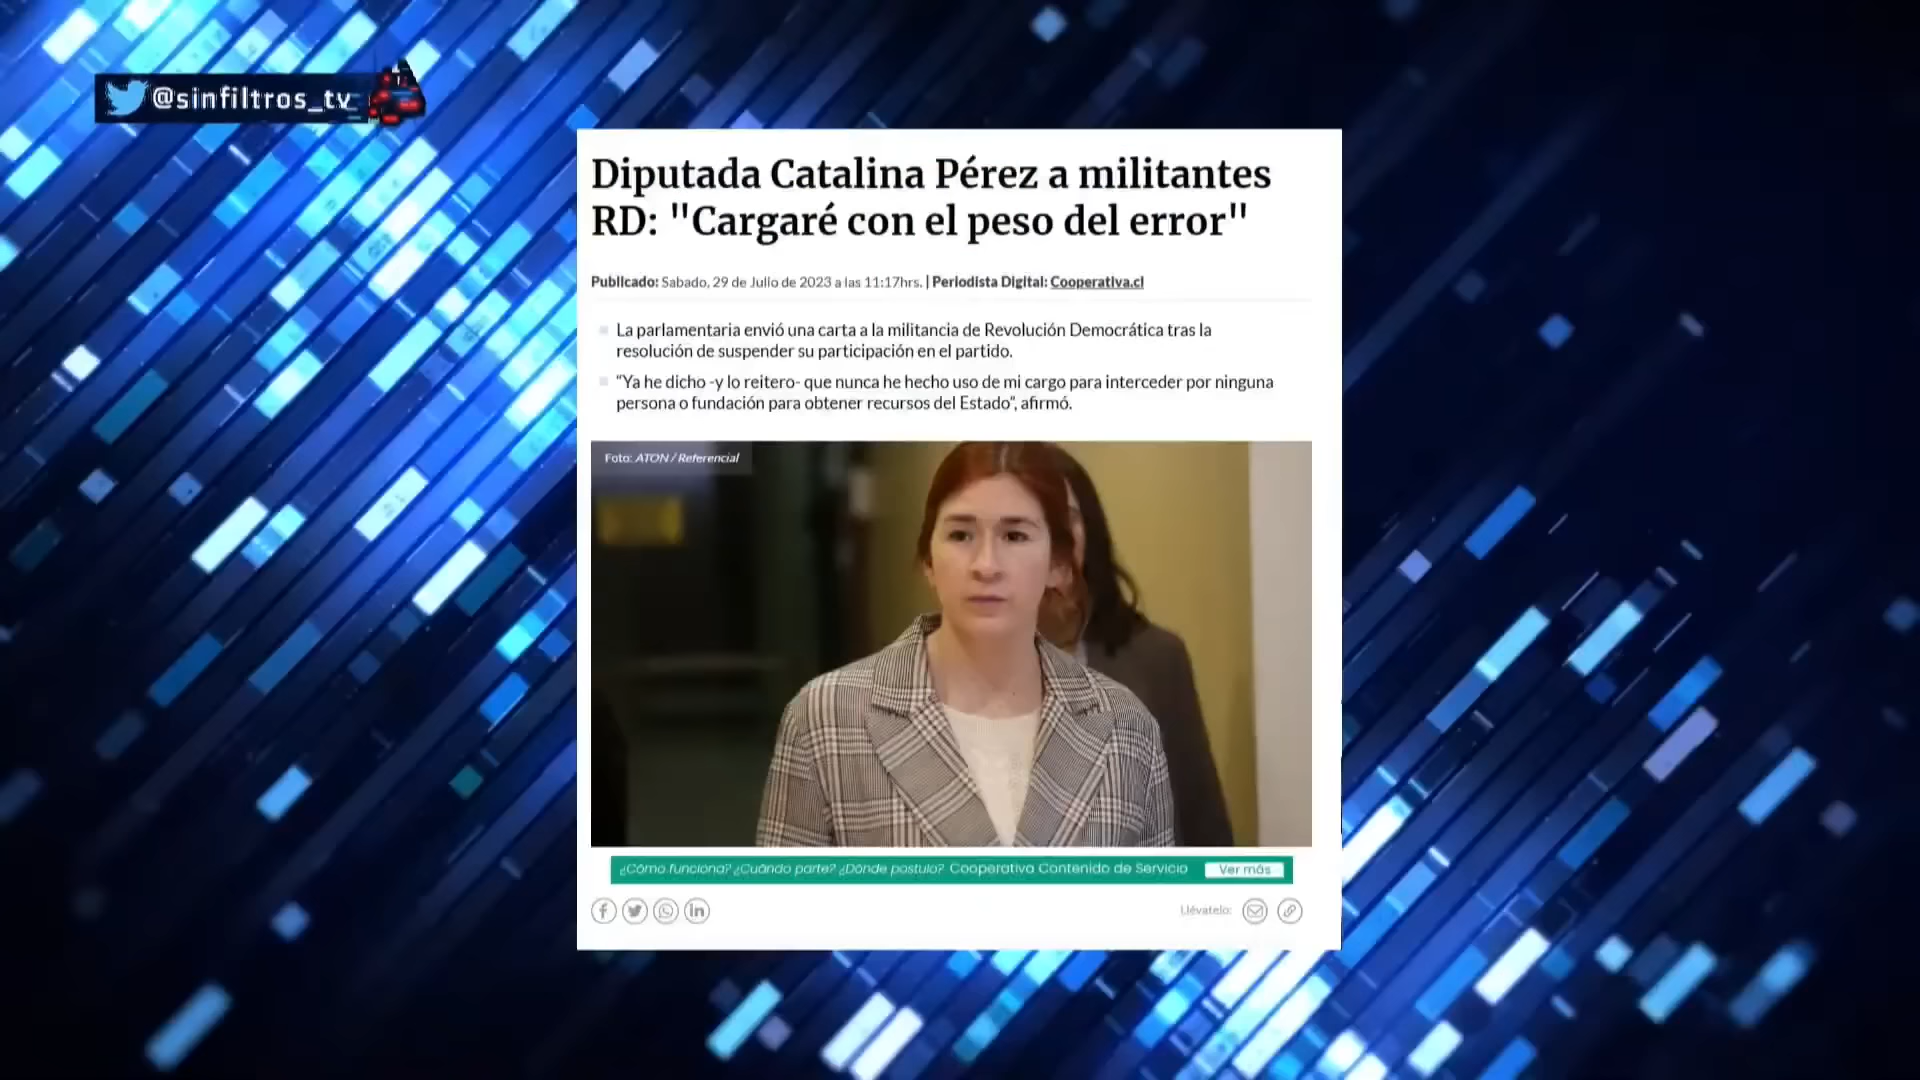 @sinfiltros_tv
Diputada Catalina Pérez a militantes
RD: "Cargaré con el peso del error"
Publicado: Sabado, 29 de Julio de 2023 a las 11:17hrs. | Periodista Digital: Cooperativa.cl
La parlamentaria envió una carta a la militancia de Revolución Democrática tras la
resolución de suspender su participación en el partido.
"Ya he dicho -y lo reitero- que nunca he hecho uso de mi cargo para interceder por ninguna
persona o fundación para obtener recursos del Estado", afirmó.
Foto: ATON / Referencial
¿Cómo funciona? ¿Cuándo parte? ¿Dónde postulo? Cooperativa Contenido de Servicio Ver más
Llévatelo: